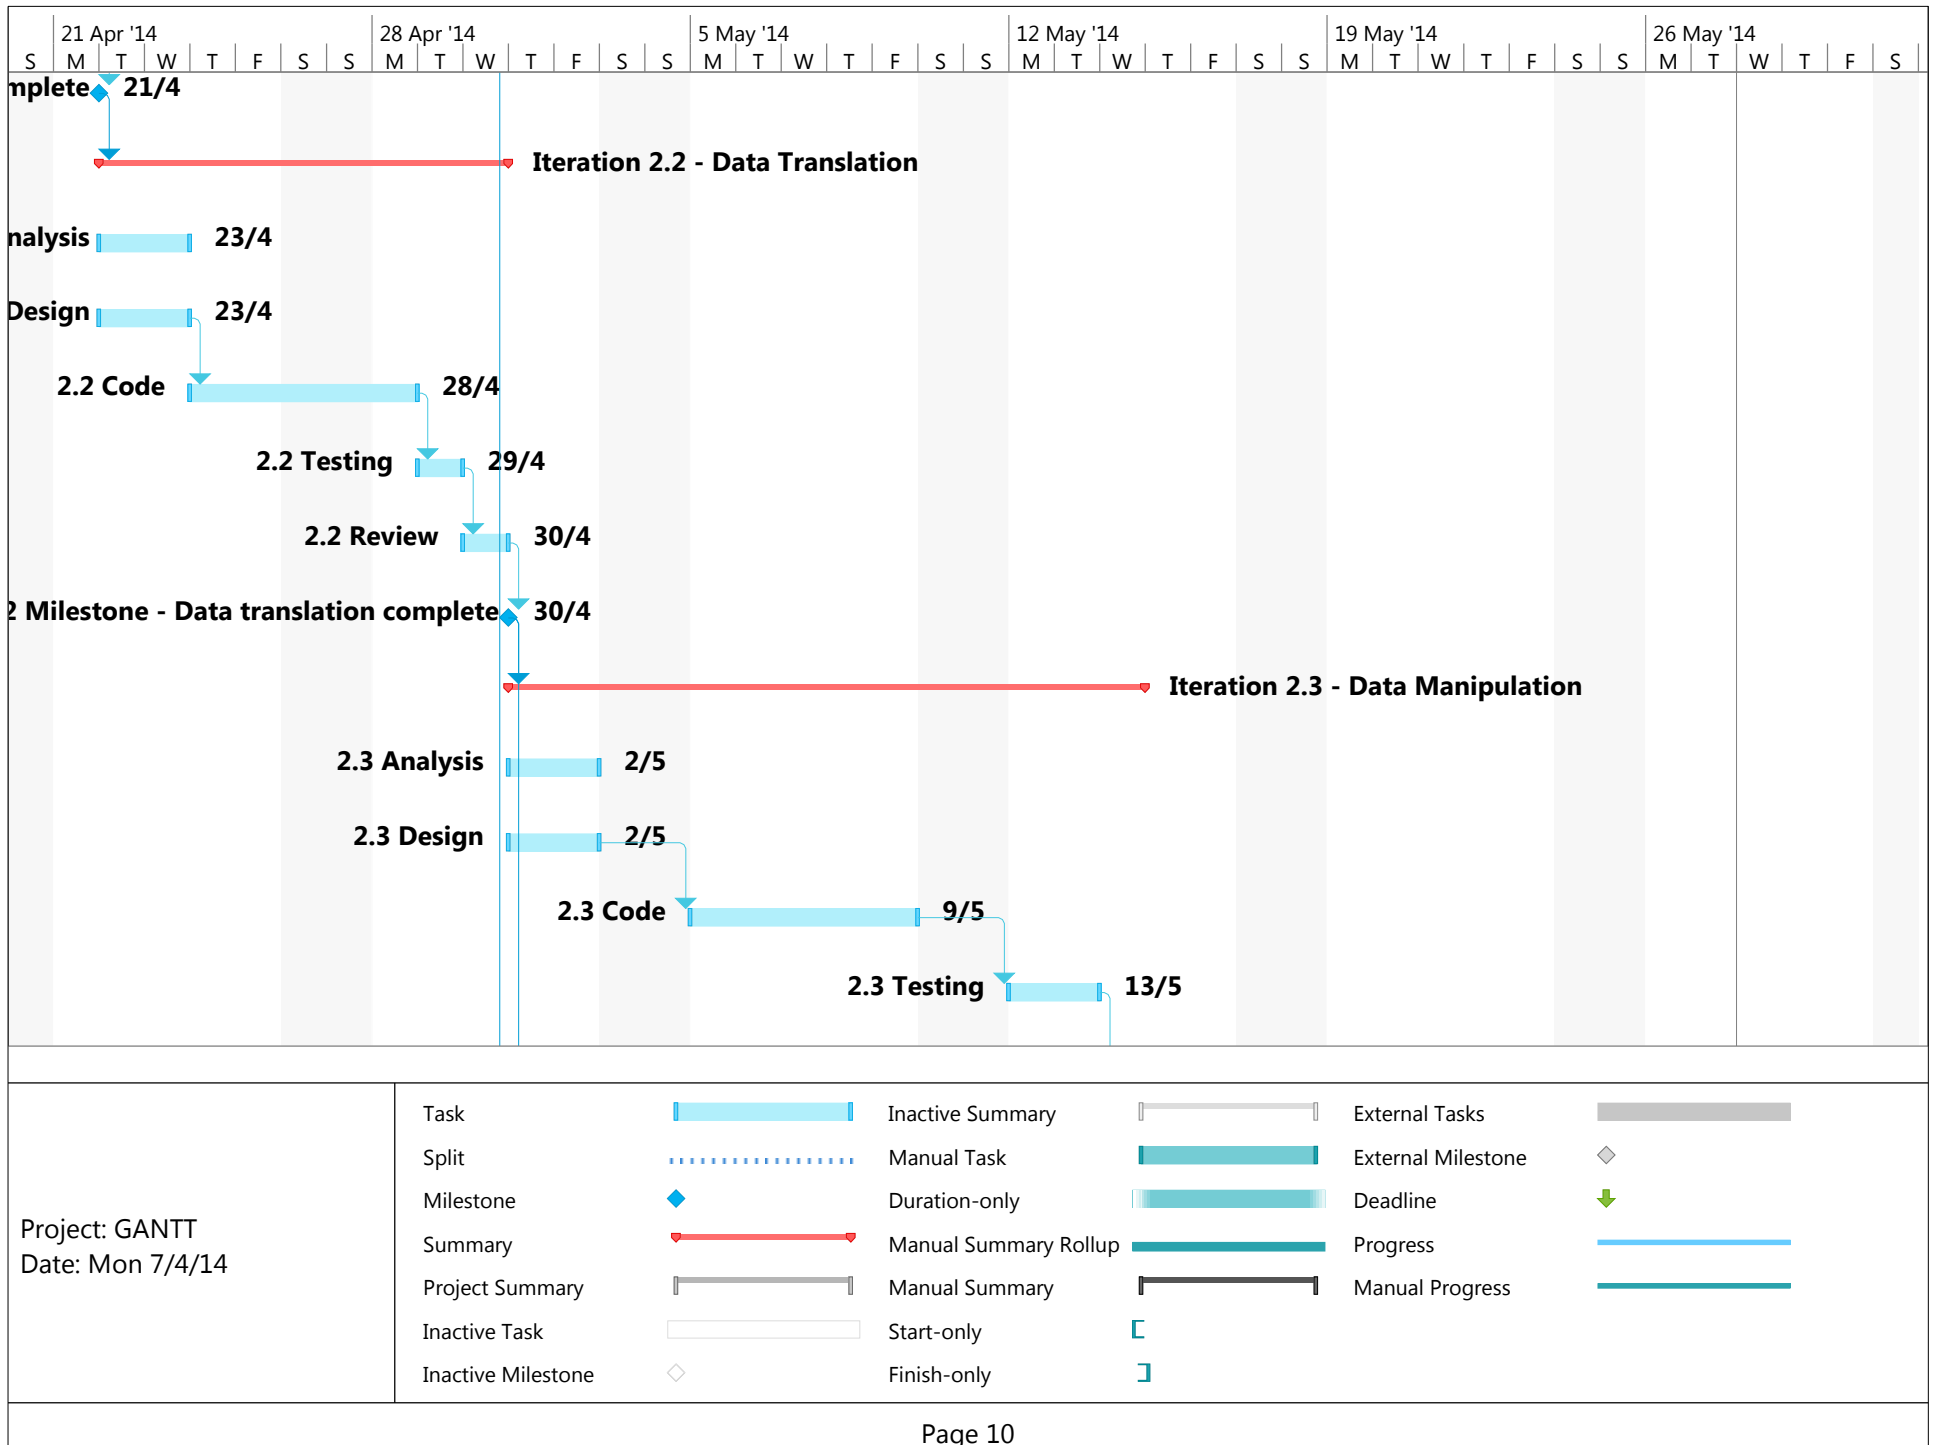 21 Apr '14 28 Apr '14 5 May '14 12 May '14 19 May '14 26 May '14
S M T W T F S S M T W T F S S M T W T F S S M T W T F S S M T W T F S S M T W T F S
mplete 21/4
Iteration 2.2 - Data Translation
nalysis 23/4
Design 23/4
2.2 Code 28/4
2.2 Testing 29/4
2.2 Review 30/4
2 Milestone - Data translation complete 30/4
Iteration 2.3 - Data Manipulation
2.3 Analysis 2/5
2.3 Design 2/5
2.3 Code 9/5
2.3 Testing 13/5
Project: GANTT
Date: Mon 7/4/14
Task Inactive Summary External Tasks
Split Manual Task External Milestone
Milestone Duration-only Deadline
Summary Manual Summary Rollup Progress
Project Summary Manual Summary Manual Progress
Inactive Task Start-only
Inactive Milestone Finish-only
Page 10